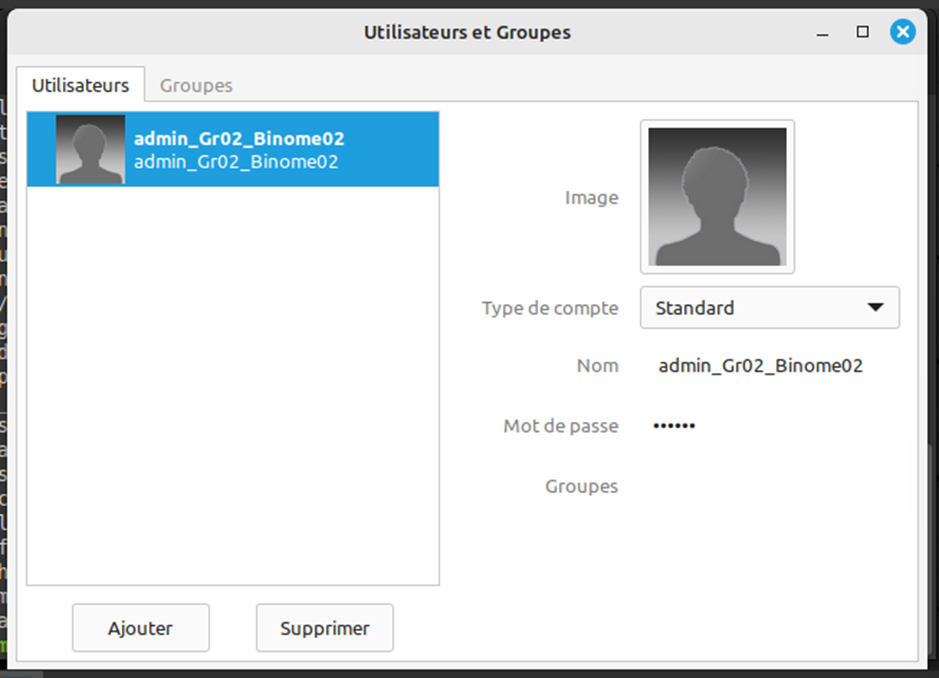 Utilisateurs et Groupes
Utilisateurs
Groupes
admin_Gr02_Binome02
admin_Gr02_Binome02
Image
Type de compte
Standard
Nom
admin_Gr02_Binome02
Mot de passe
••••••
Groupes
Ajouter
Supprimer